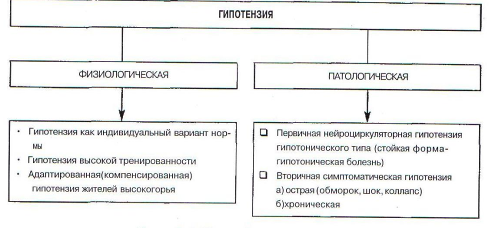 ГИПОТЕНЗИЯ
ФИЗИОЛОГИЧЕСКАЯ
ПАТОЛОГИЧЕСКАЯ
• Гипотензия как индивидуальный вариант нор-
мы
• Гипотензия высокой тренированности
• Адаптированная(компенсированная)
гипотензия жителей высокогорья
❑ Первичная нейроциркуляторная гипотензия
гипотонического типа (стойкая форма-
гипотоническая болезнь)
❑ Вторичная симптоматическая гипотензия
а) острая (обморок, шок, коллапс)
б)хроническая